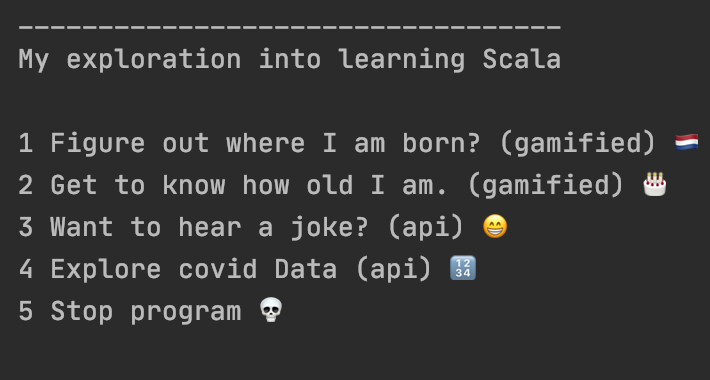 ----------------------------------
My exploration into learning Scala
1 Figure out where I am born? (gamified) 🇳🇱
2 Get to know how old I am. (gamified) 🎂
3 Want to hear a joke? (api) 😁
4 Explore covid Data (api) 🔢
5 Stop program 💀